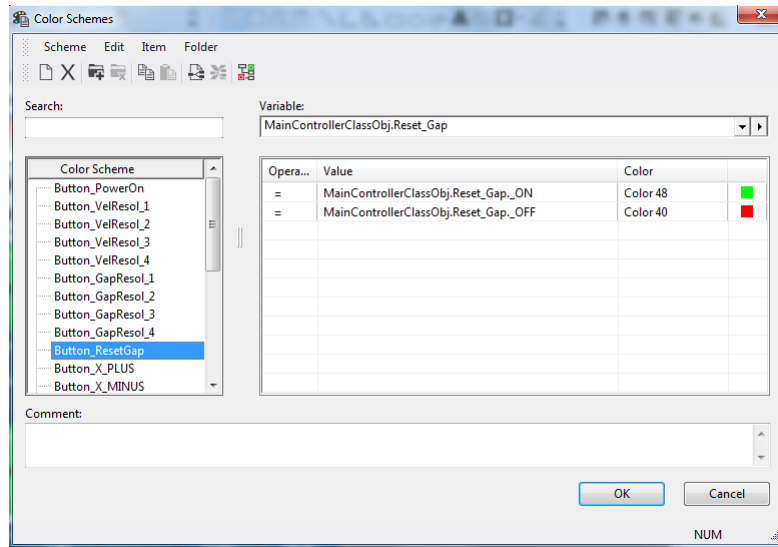 Color Schemes
Scheme Edit Item Folder
Search:
Variable:
MainControllerClassObj.Reset_Gap
Color Scheme
Button_PowerOn
Button_VelResol_1
Button_VelResol_2
Button_VelResol_3
Button_VelResol_4
Button_GapResol_1
Button_GapResol_2
Button_GapResol_3
Button_GapResol_4
Button_ResetGap
Button_X_PLUS
Button_X_MINUS
Opera... Value Color
= MainControllerClassObj.Reset_Gap._ON Color 48
= MainControllerClassObj.Reset_Gap._OFF Color 40
Comment:
OK Cancel
NUM